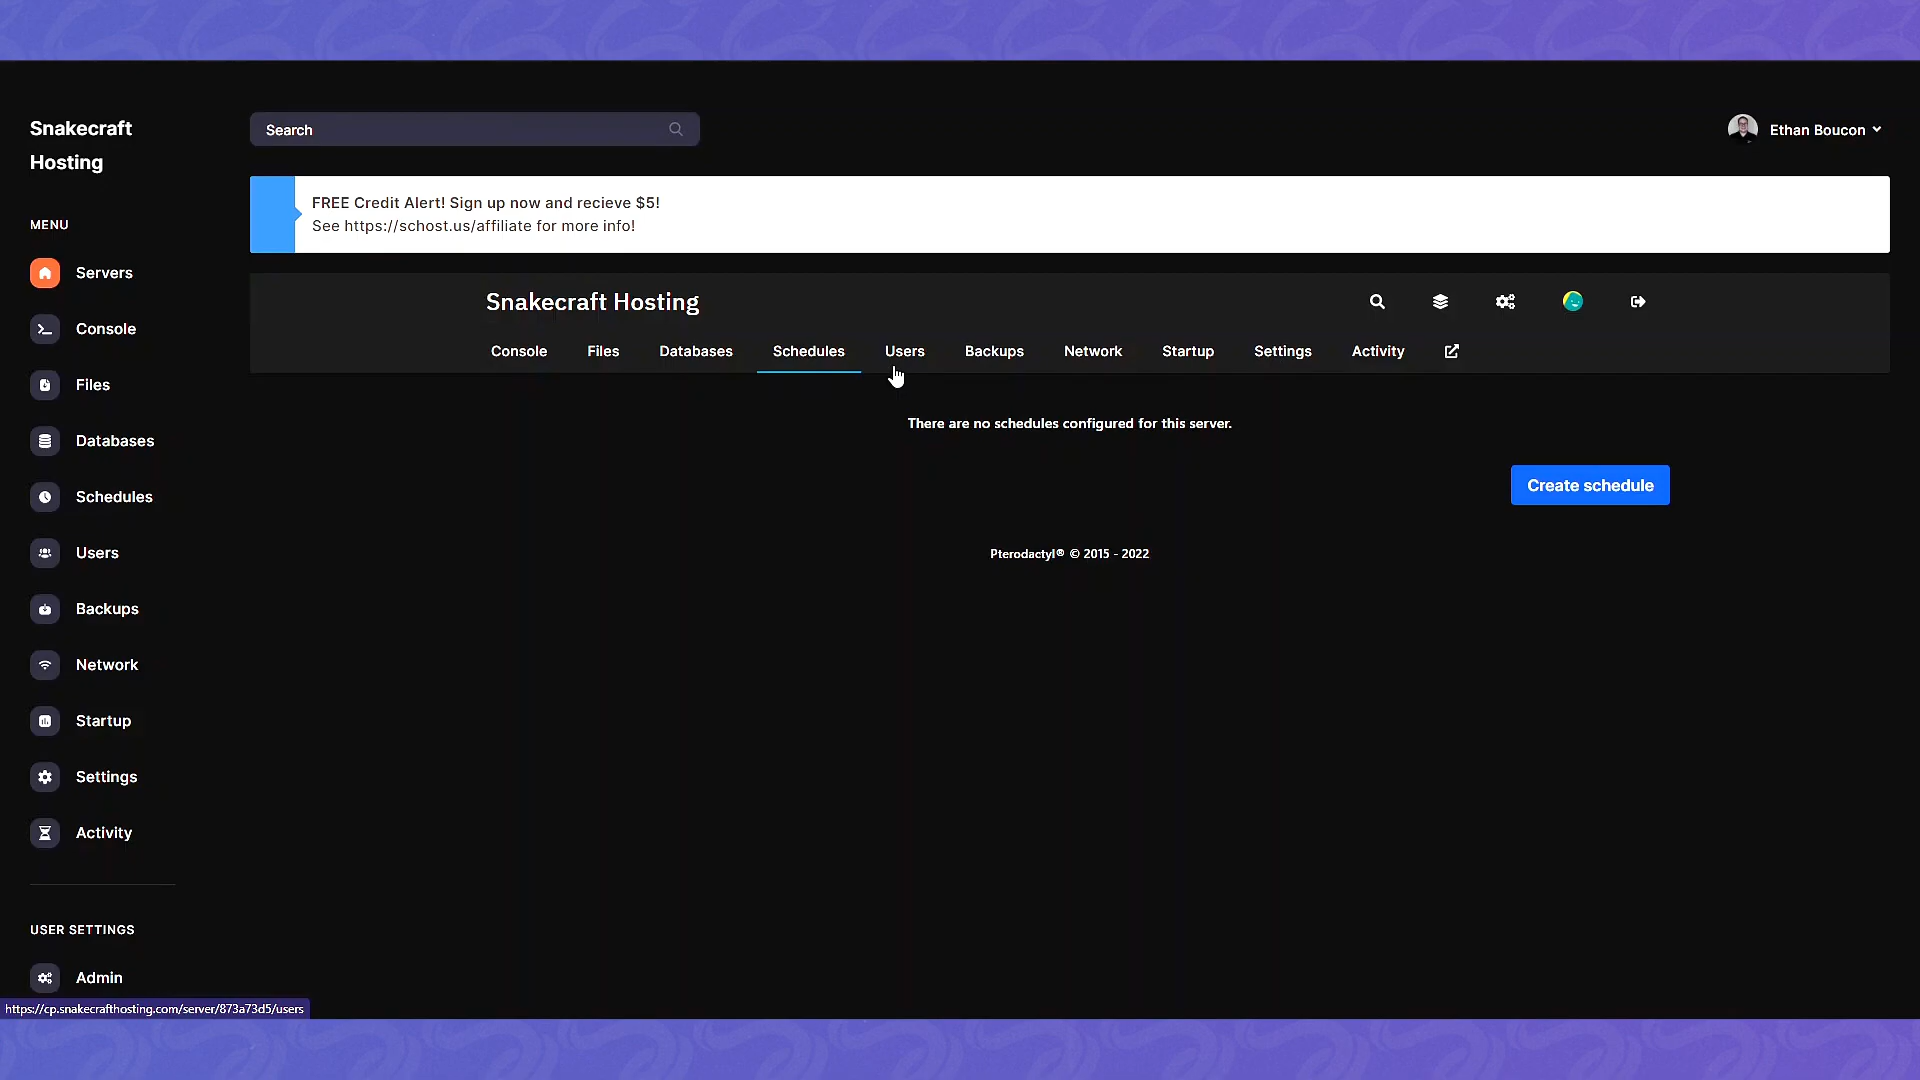 Snakecraft
Hosting
Search
Ethan Boucon
FREE Credit Alert! Sign up now and recieve $5!
See https://schost.us/affiliate for more info!
MENU
Servers
Console
Files
Databases
Schedules
Users
Backups
Network
Startup
Settings
Activity
USER SETTINGS
Admin
Snakecraft Hosting
Console Files Databases Schedules Users Backups Network Startup Settings Activity
There are no schedules configured for this server.
Create schedule
Pterodactyl® © 2015 - 2022
https://cp.snakecrafthosting.com/server/873a73d5/users